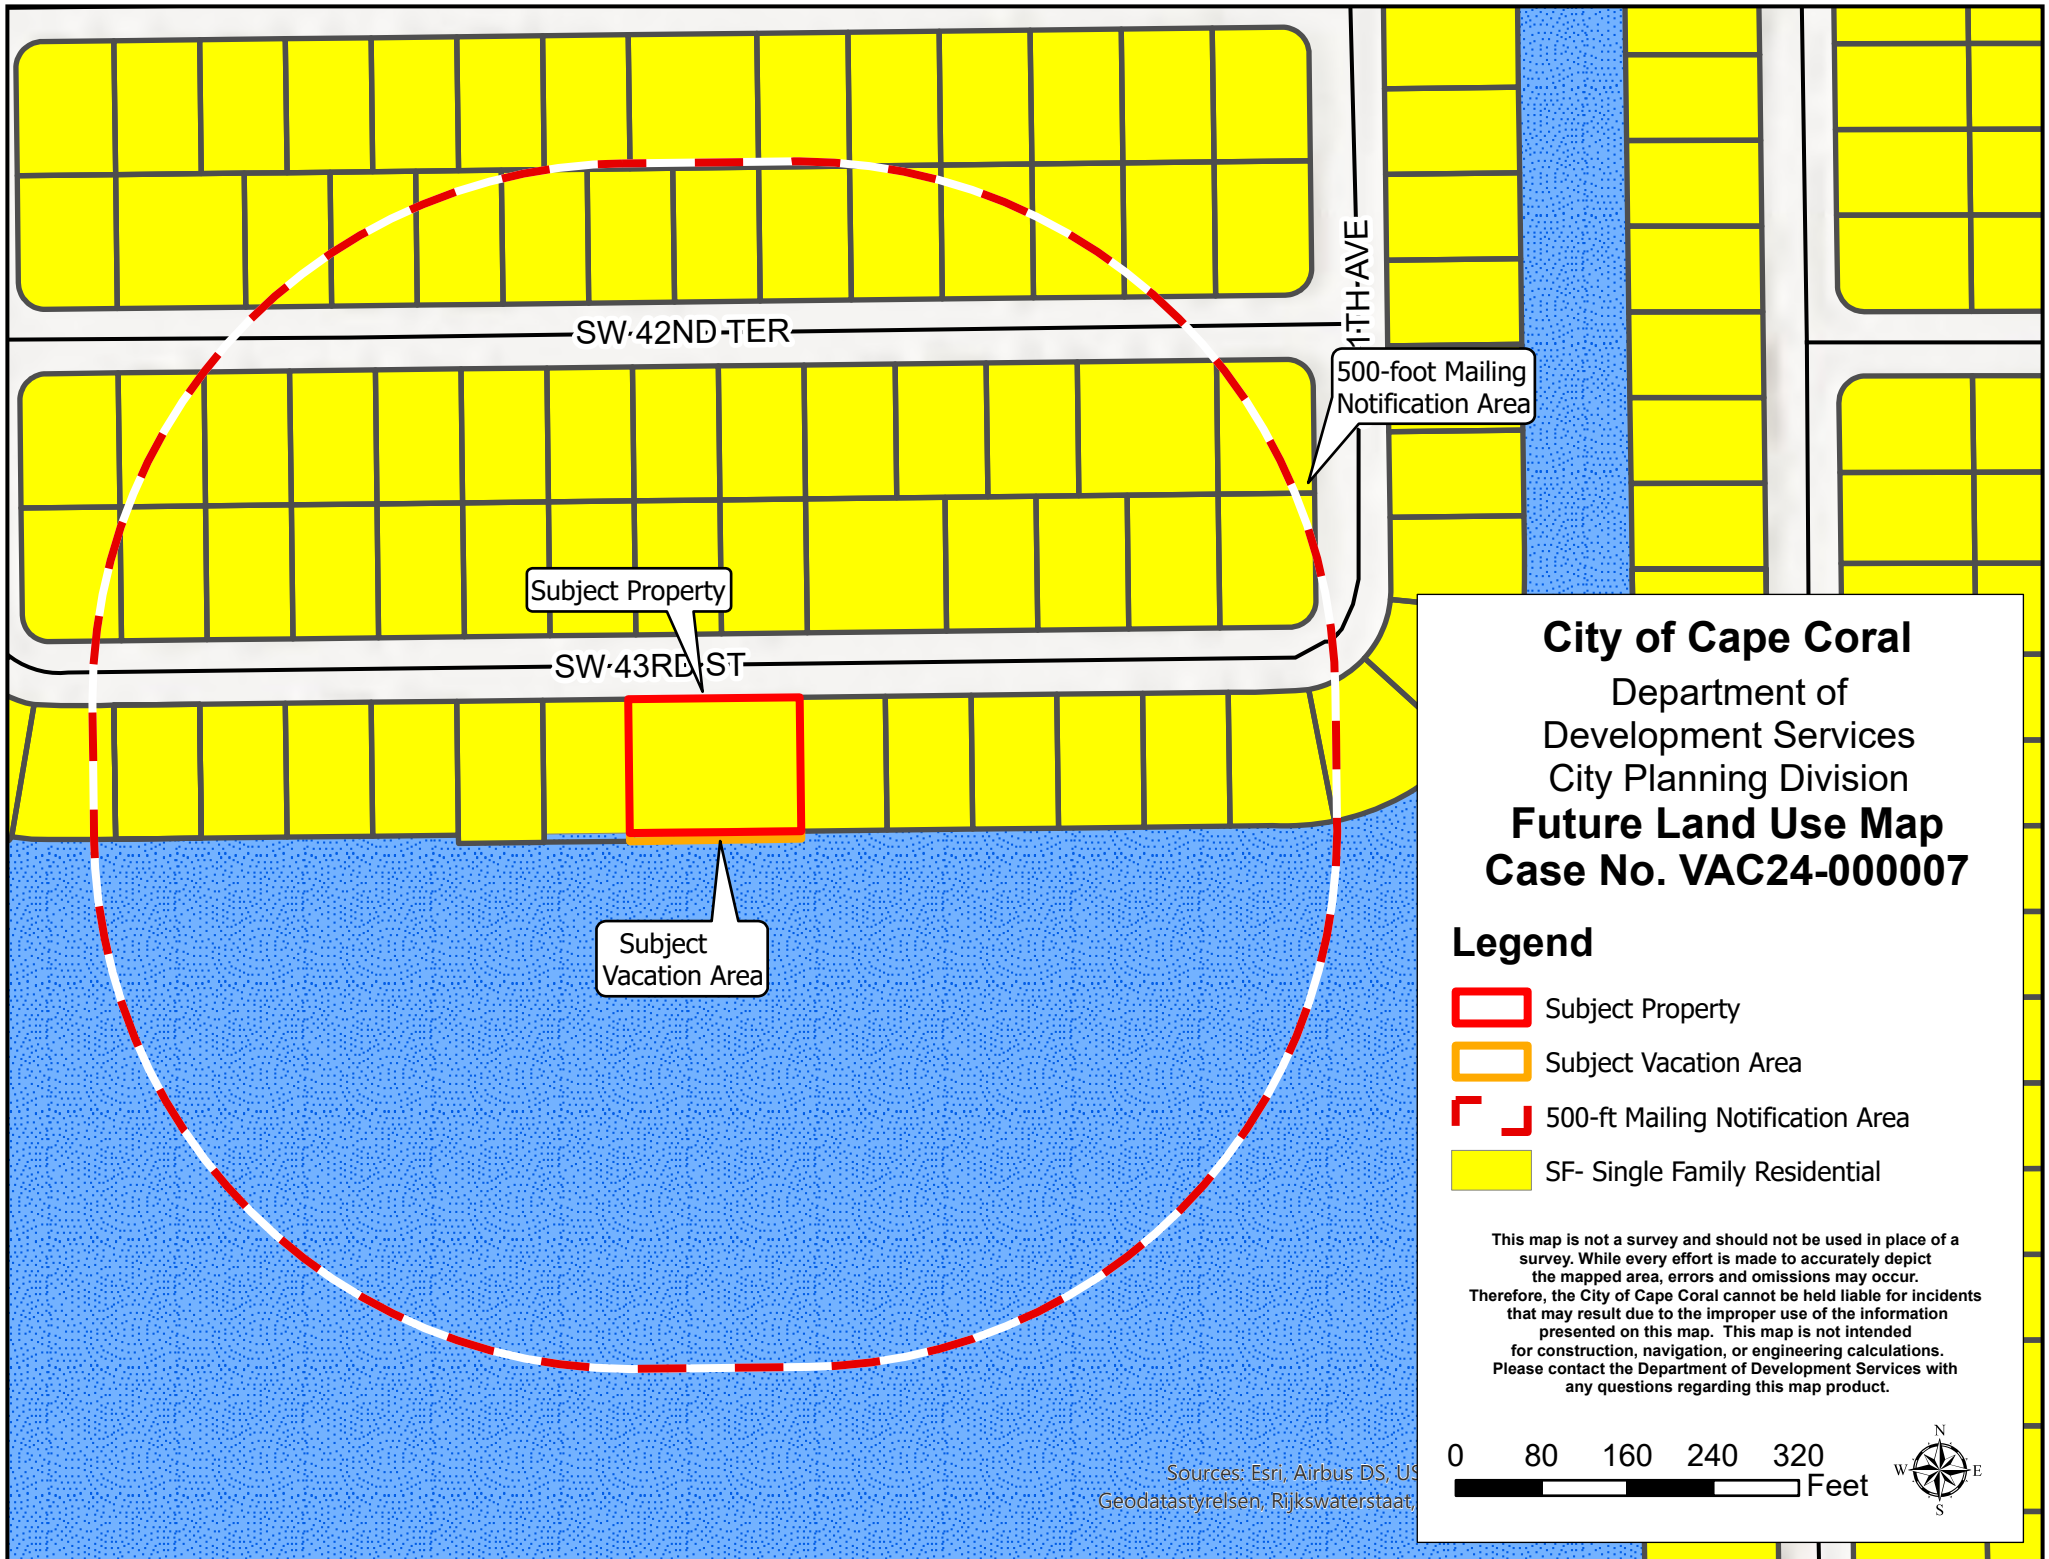 SW 42ND TER
1TH AVE
500-foot Mailing
Notification Area
Subject Property
SW 43RD ST
Subject
Vacation Area
City of Cape Coral
Department of
Development Services
City Planning Division
Future Land Use Map
Case No. VAC24-000007
Legend
Subject Property
Subject Vacation Area
500-ft Mailing Notification Area
SF- Single Family Residential
This map is not a survey and should not be used in place of a
survey. While every effort is made to accurately depict
the mapped area, errors and omissions may occur.
Therefore, the City of Cape Coral cannot be held liable for incidents
that may result due to the improper use of the information
presented on this map. This map is not intended
for construction, navigation, or engineering calculations.
Please contact the Department of Development Services with
any questions regarding this map product.
0 80 160 240 320
Feet
N
W E
S
Sources: Esri, Airbus DS, US
Geodatastyrelsen, Rijkswaterstaat,